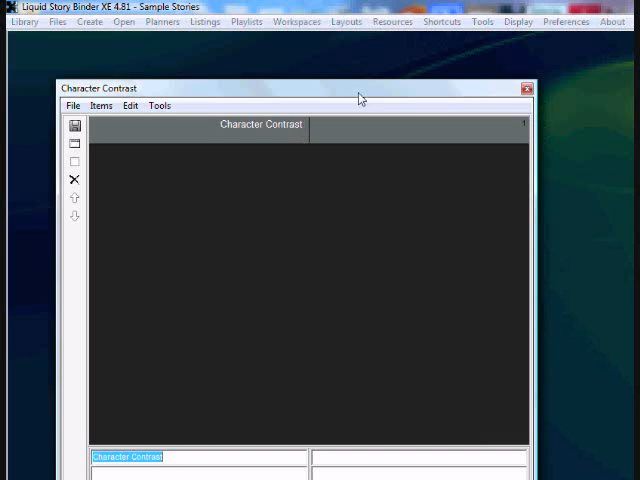 Liquid Story Binder XE 4.81 - Sample Stories
Library Files Create Open Planners Listings Playlists Workspaces Layouts Resources Shortcuts Tools Display Preferences About
Character Contrast
File Items Edit Tools
Character Contrast 1
Character Contrast